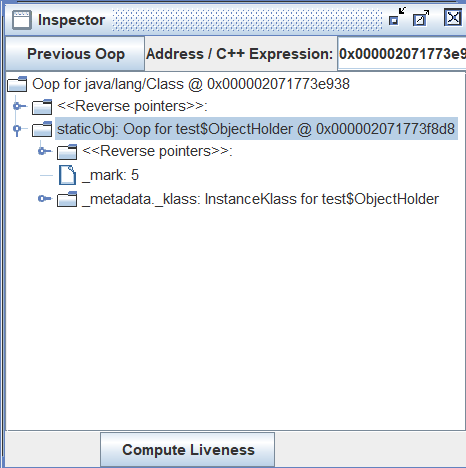 Inspector
Previous Oop Address / C++ Expression: 0x000002071773e9
Oop for java/lang/Class @ 0x000002071773e938
<<Reverse pointers>>:
staticObj: Oop for test$ObjectHolder @ 0x000002071773f8d8
<<Reverse pointers>>:
_mark: 5
_metadata._klass: InstanceKlass for test$ObjectHolder
Compute Liveness